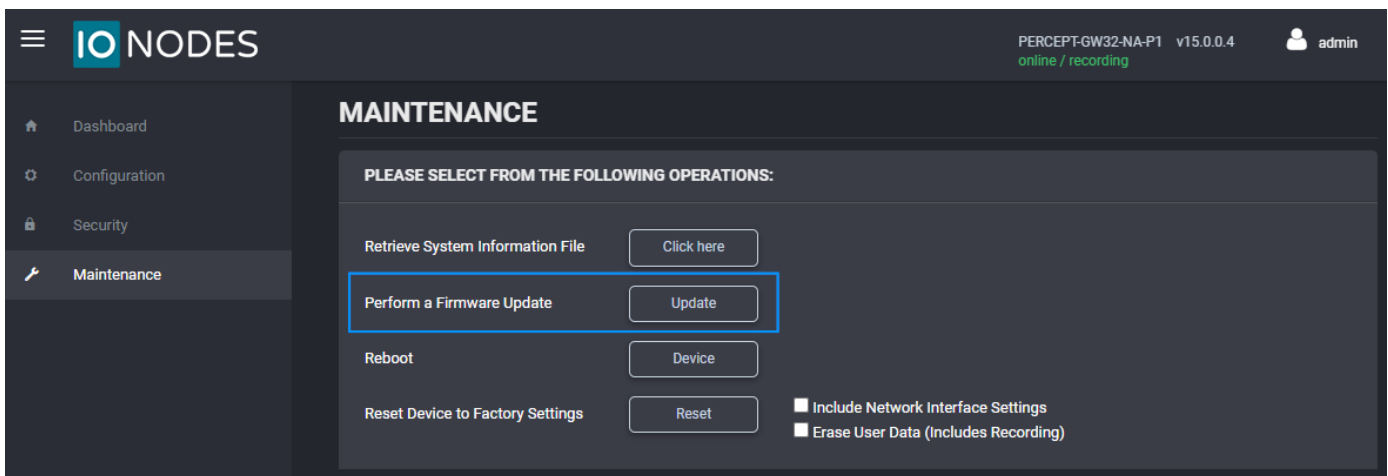 IO NODES
PERCEPT-GW32-NA-P1 v15.0.0.4
online / recording
admin
Dashboard
Configuration
Security
Maintenance
MAINTENANCE
PLEASE SELECT FROM THE FOLLOWING OPERATIONS:
Retrieve System Information File Click here
Perform a Firmware Update Update
Reboot Device
Reset Device to Factory Settings Reset
Include Network Interface Settings
Erase User Data (Includes Recording)